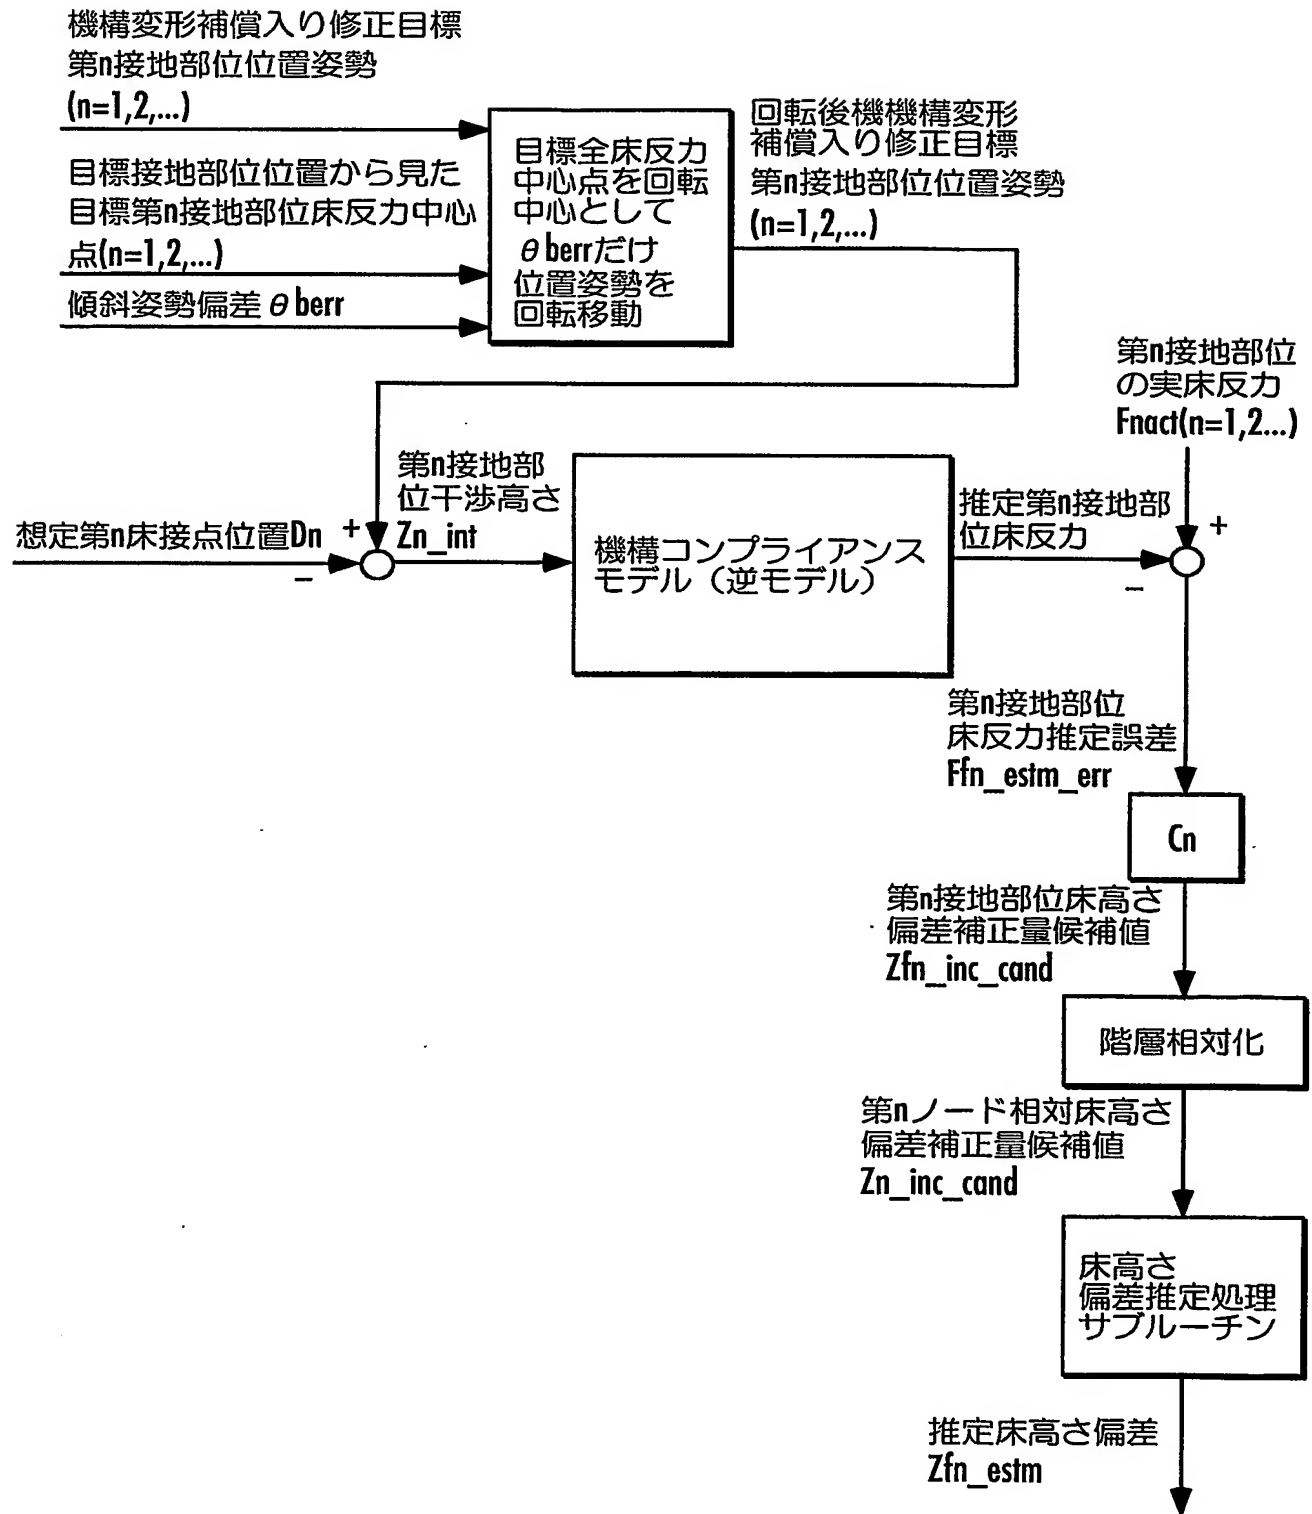 機構変形補償入り修正目標
第n接地部位位置姿勢
(n=1,2,...)
目標接地部位位置から見た
目標第n接地部位床反力中心
点(n=1,2,...)
傾斜姿勢偏差θberr
目標全床反力
中心点を回転
中心として
θberrだけ
位置姿勢を
回転移動
回転後機機構変形
補償入り修正目標
第n接地部位位置姿勢
(n=1,2,...)
第n接地部位
の実床反力
Fnact(n=1,2...)
想定第n床接点位置Dn
+
−
第n接地部
位干渉高さ
Zn_int
機構コンプライアンス
モデル（逆モデル）
推定第n接地部
位床反力
+
−
第n接地部位
床反力推定誤差
Ffn_estm_err
Cn
第n接地部位床高さ
偏差補正量候補値
Zfn_inc_cand
階層相対化
第nノード相対床高さ
偏差補正量候補値
Zn_inc_cand
床高さ
偏差推定処理
サブルーチン
推定床高さ偏差
Zfn_estm